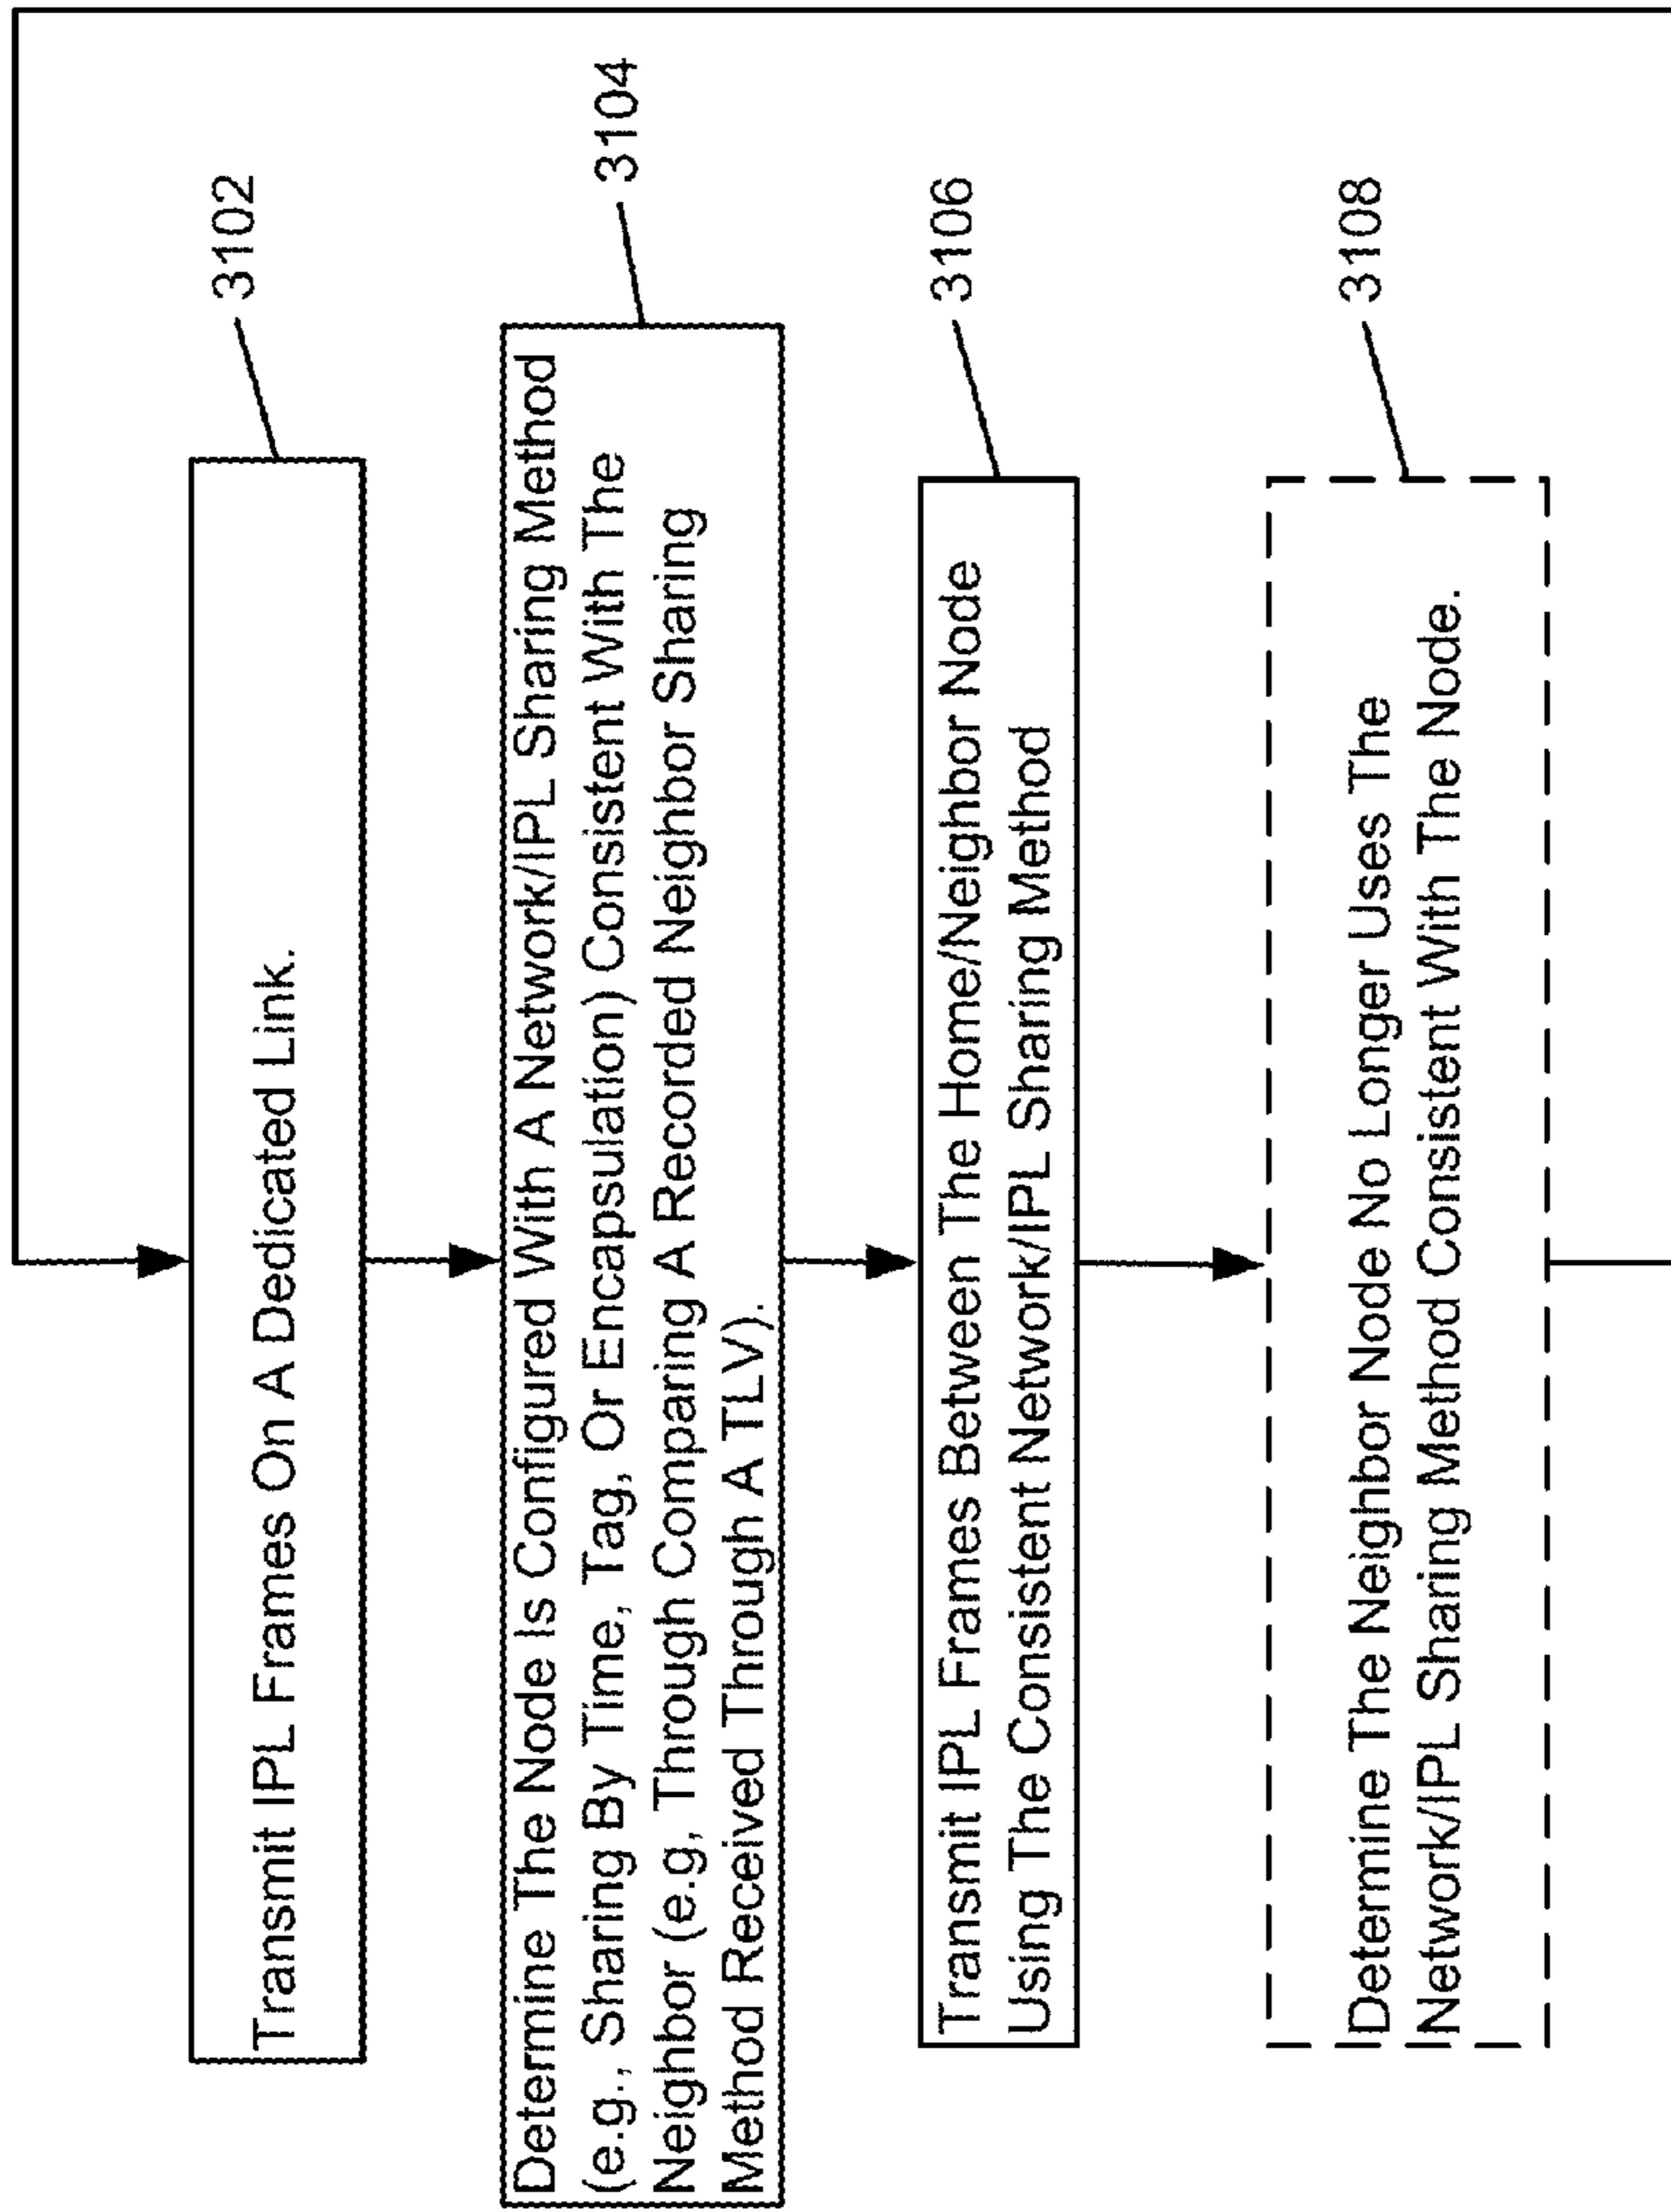 Transmit IPL Frames On A Dedicated Link.
3102
Determine The Node Is Configured With A Network/IPL Sharing Method
(e.g., Sharing By Time, Tag, Or Encapsulation) Consistent With The
Neighbor (e.g, Through Comparing A Recorded Neighbor Sharing
Method Received Through A TLV).
3104
Transmit IPL Frames Between The Home/Neighbor Node
Using The Consistent Network/IPL Sharing Method
3106
Determine The Neighbor Node No Longer Uses The
Network/IPL Sharing Method Consistent With The Node.
3108